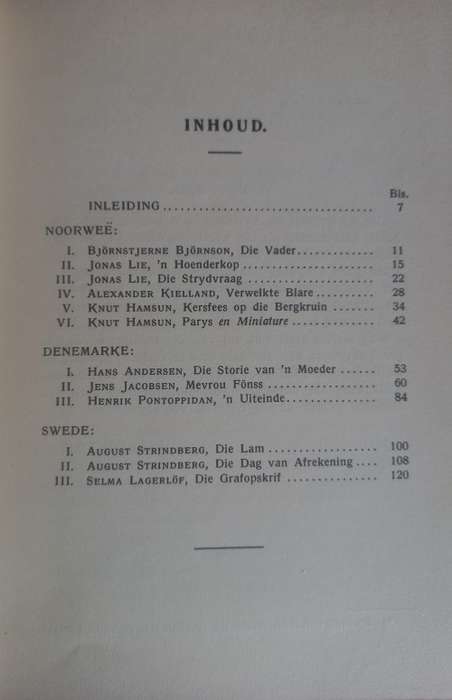 INHOUD.
Bls.
INLEIDING .................................... 7
NOORWEË:
I. BJÖRNSTJERNE BJÖRNSON, Die Vader ............. 11
II. JONAS LIE, 'n Hoenderkop ....................... 15
III. JONAS LIE, Die Strydvraag ....................... 22
IV. ALEXANDER KIELLAND, Verwelkte Blare .......... 28
V. KNUT HAMSUN, Kersfees op die Bergkruin ........ 34
VI. KNUT HAMSUN, Parys en Miniature ............... 42
DENEMARKE:
I. HANS ANDERSEN, Die Storie van 'n Moeder ...... 53
II. JENS JACOBSEN, Mevrou Fönss .................... 60
III. HENRIK PONTOPPIDAN, 'n Uiteinde ............... 84
SWEDE:
I. AUGUST STRINDBERG, Die Lam ................... 100
II. AUGUST STRINDBERG, Die Dag van Afrekening .... 108
III. SELMA LAGERLÖF, Die Grafopskrif ................ 120